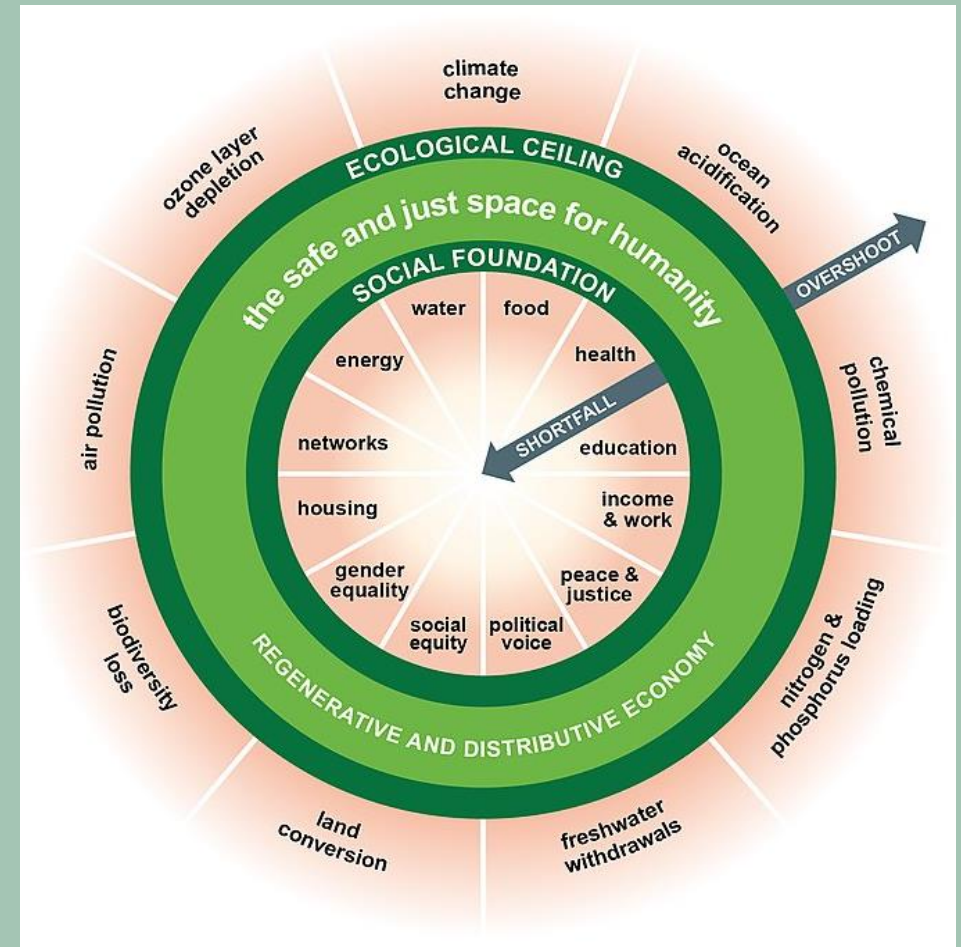 climate
change
ocean
acidification
OVERSHOOT
chemical
pollution
nitrogen &
phosphorus loading
freshwater
withdrawals
land
conversion
biodiversity
loss
air pollution
ozone layer
depletion
ECOLOGICAL CEILING
the safe and just space for humanity
SOCIAL FOUNDATION
water
food
health
SHORTFALL
education
income
& work
peace &
justice
political
voice
social
equity
gender
equality
housing
networks
energy
REGENERATIVE AND DISTRIBUTIVE ECONOMY